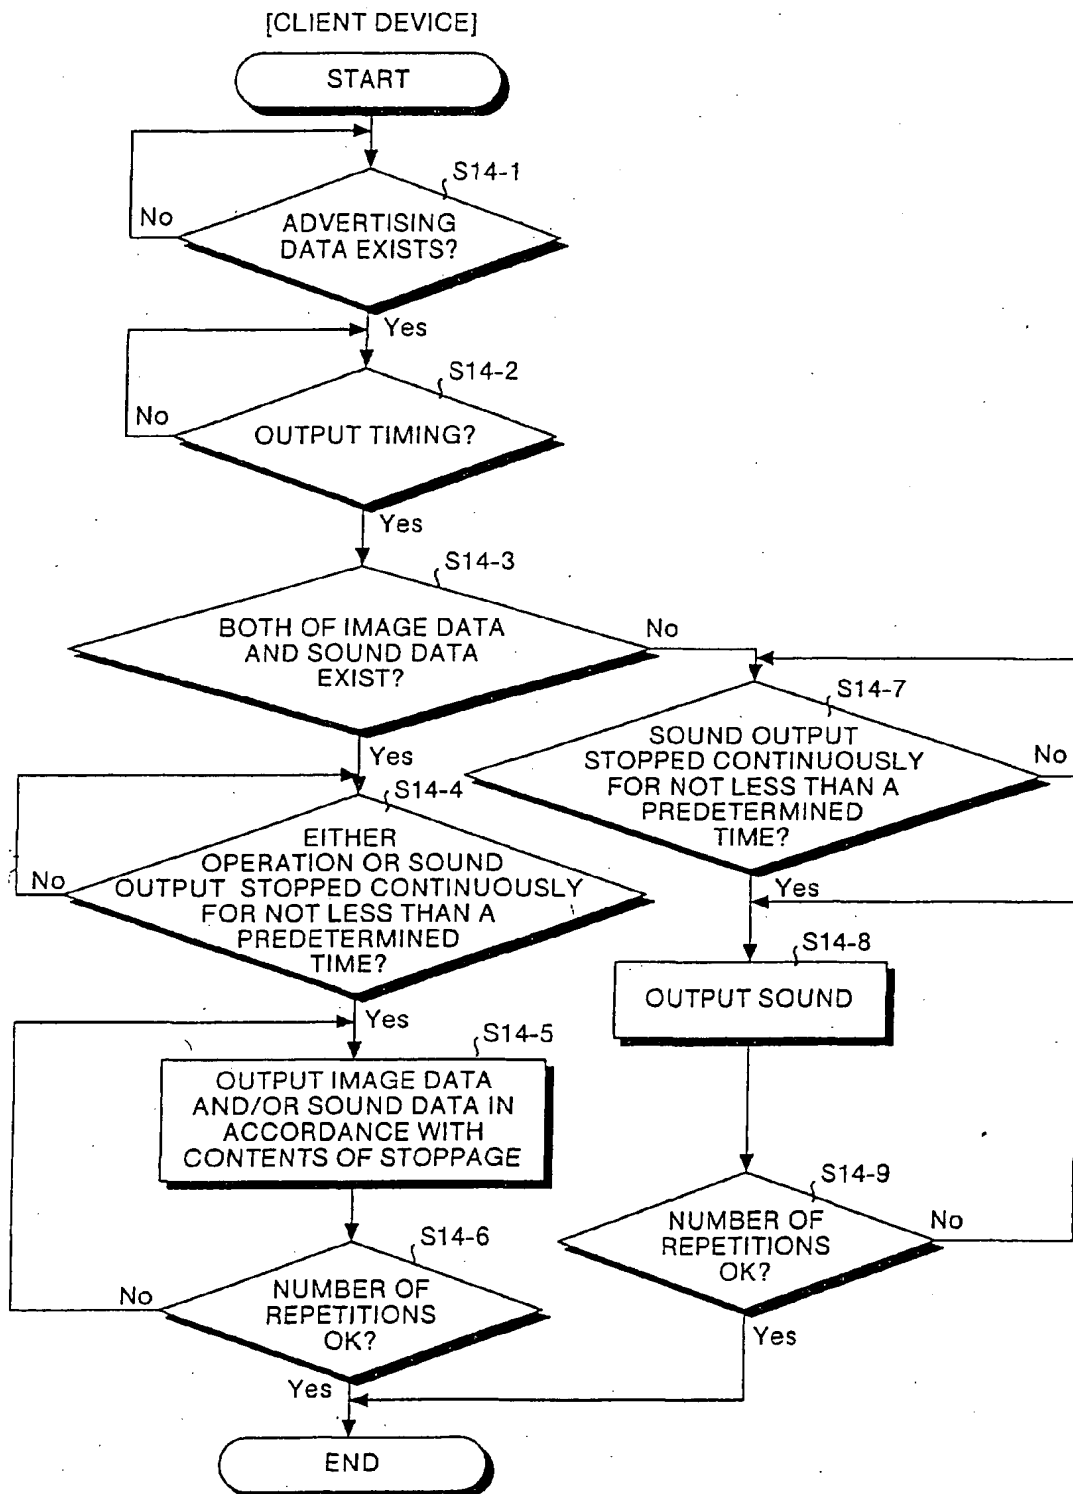 [CLIENT DEVICE]
START
S14-1
No
ADVERTISING
DATA EXISTS?
Yes
S14-2
No
OUTPUT TIMING?
Yes
S14-3
BOTH OF IMAGE DATA
AND SOUND DATA
EXIST?
No
Yes
S14-4
No
EITHER
OPERATION OR SOUND
OUTPUT STOPPED CONTINUOUSLY
FOR NOT LESS THAN A
PREDETERMINED
TIME?
Yes
S14-5
OUTPUT IMAGE DATA
AND/OR SOUND DATA IN
ACCORDANCE WITH
CONTENTS OF STOPPAGE
S14-6
No
NUMBER OF
REPETITIONS
OK?
Yes
S14-7
SOUND OUTPUT
STOPPED CONTINUOUSLY
FOR NOT LESS THAN A
PREDETERMINED
TIME?
No
Yes
S14-8
OUTPUT SOUND
S14-9
NUMBER OF
REPETITIONS
OK?
No
Yes
END